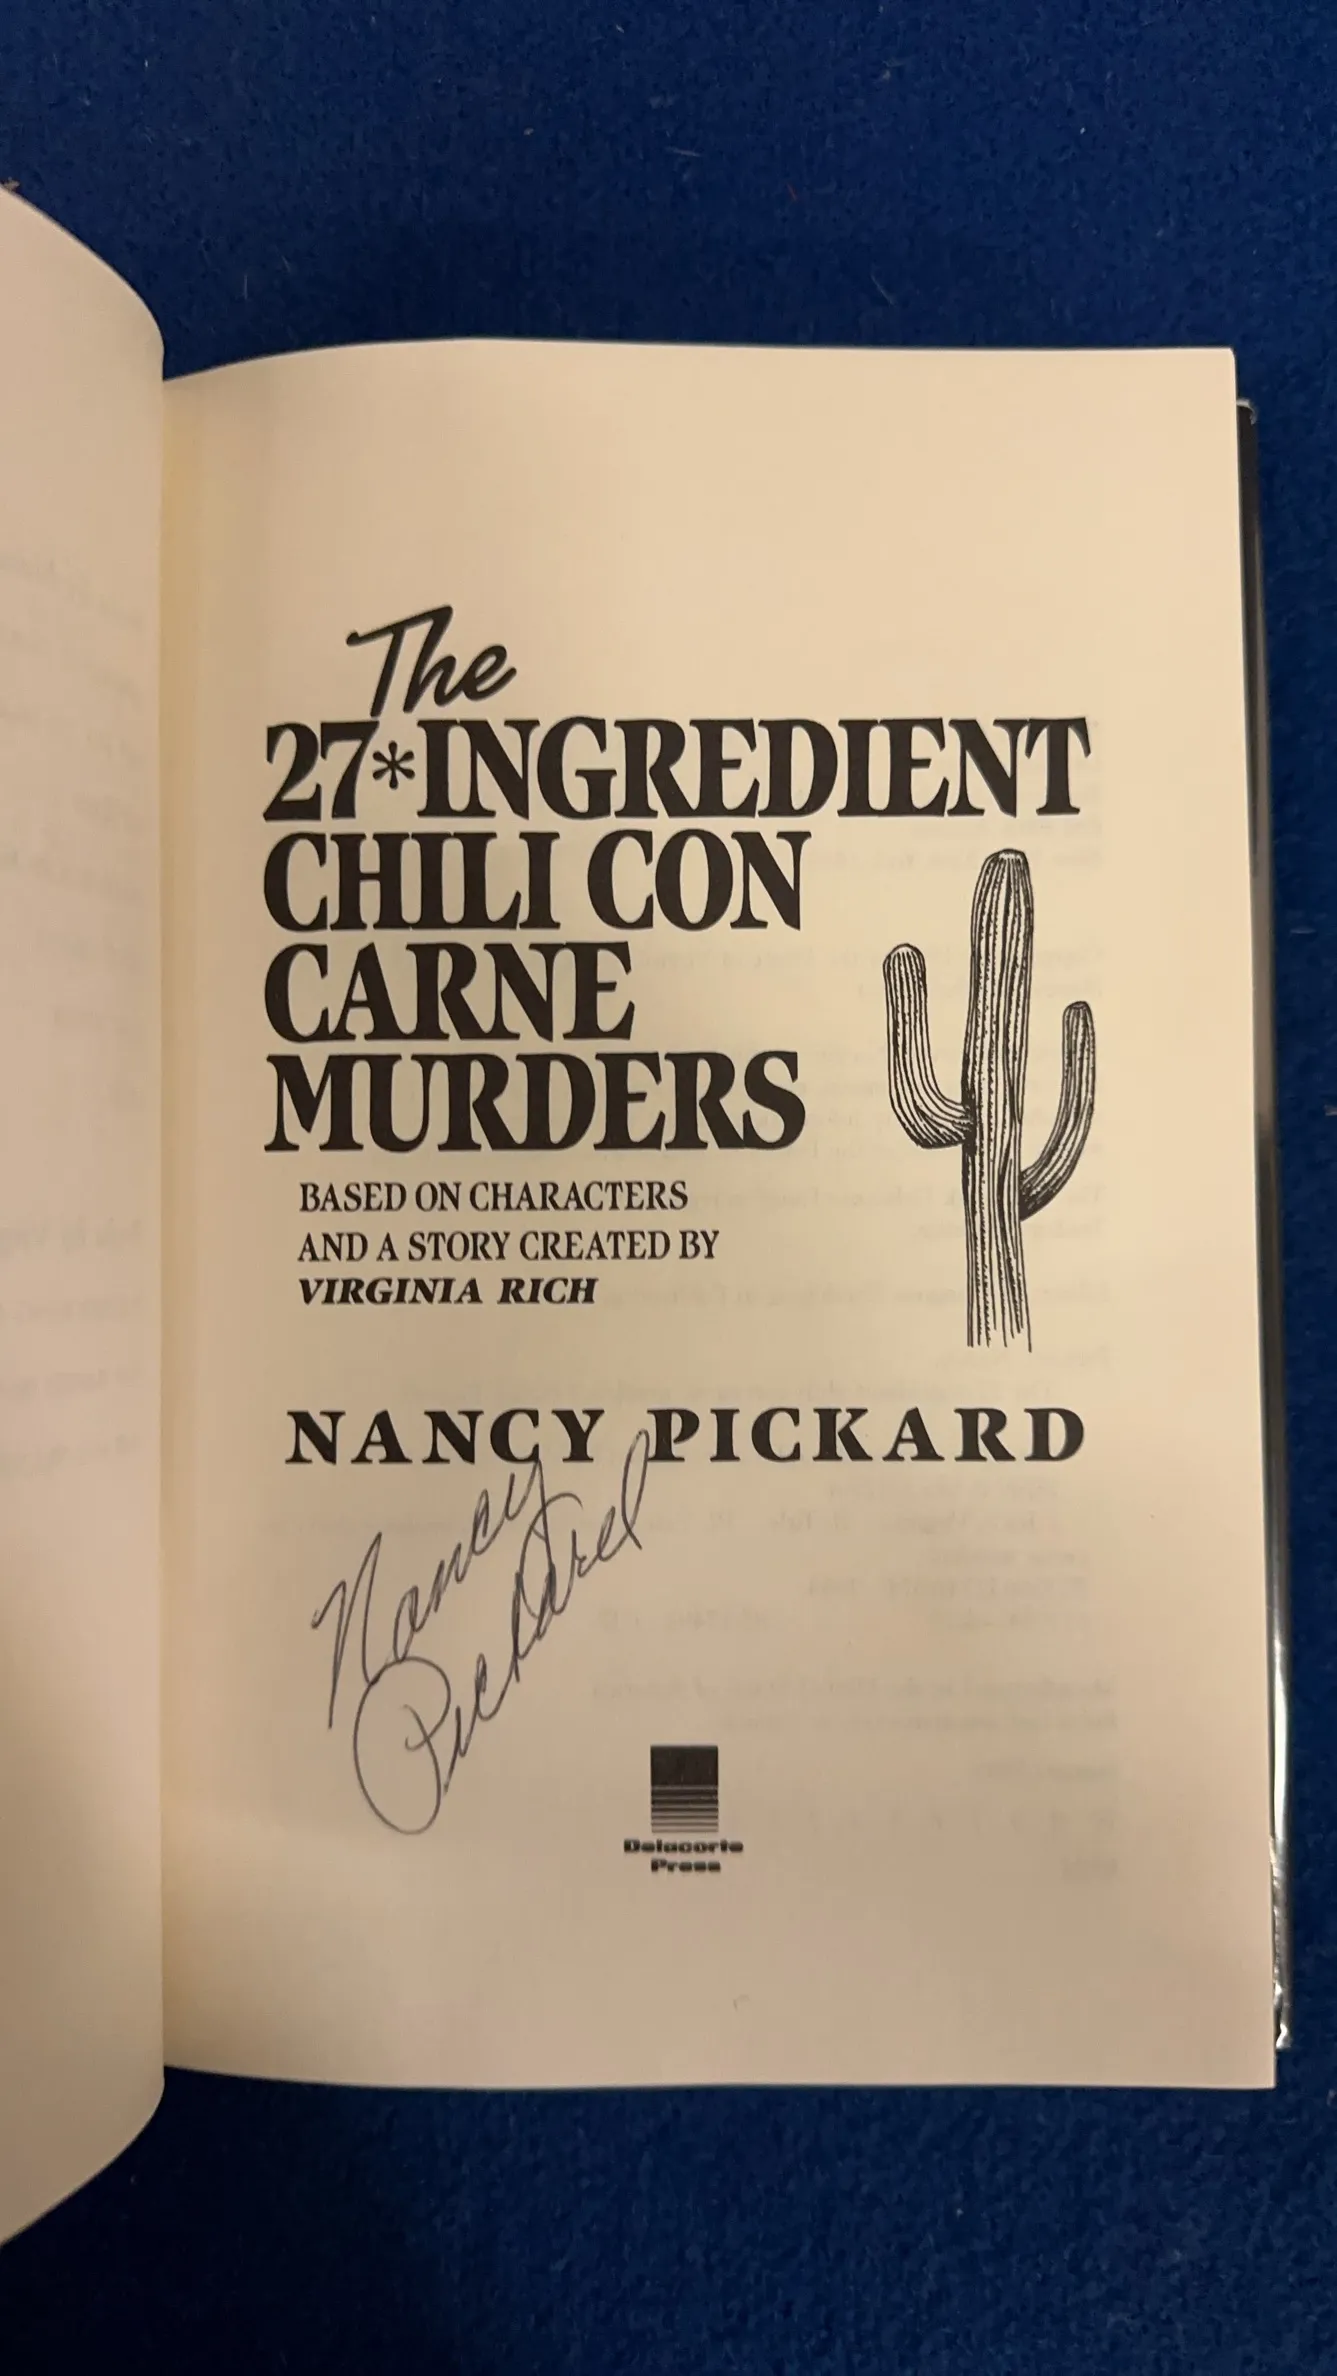 The
27*INGREDIENT
CHILI CON
CARNE
MURDERS
BASED ON CHARACTERS
AND A STORY CREATED BY
VIRGINIA RICH
NANCY PICKARD
Nancy
Pickard
Delacorte
Press